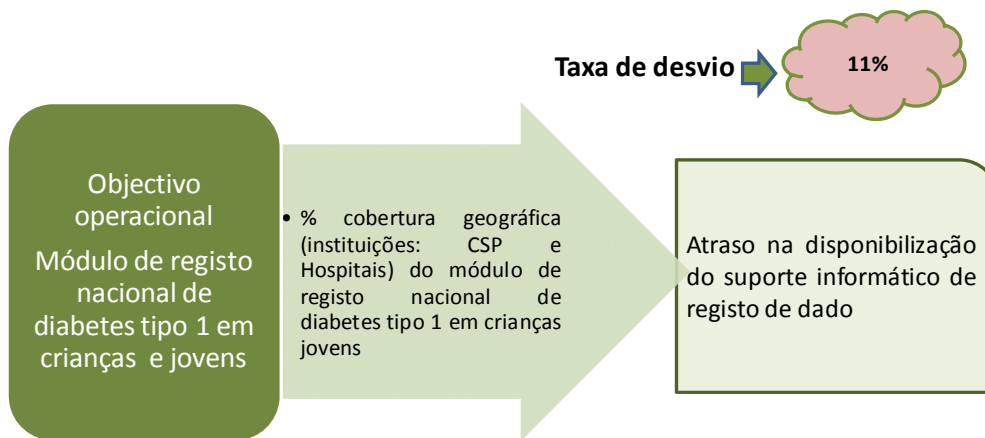 Taxa de desvio
11%
Objectivo
operacional
Módulo de registo
nacional de
diabetes tipo 1 em
crianças e jovens
• % cobertura geográfica
(instituições: CSP e
Hospitais) do módulo de
registo nacional de
diabetes tipo 1 em crianças
jovens
Atraso na disponibilização
do suporte informático de
registo de dado